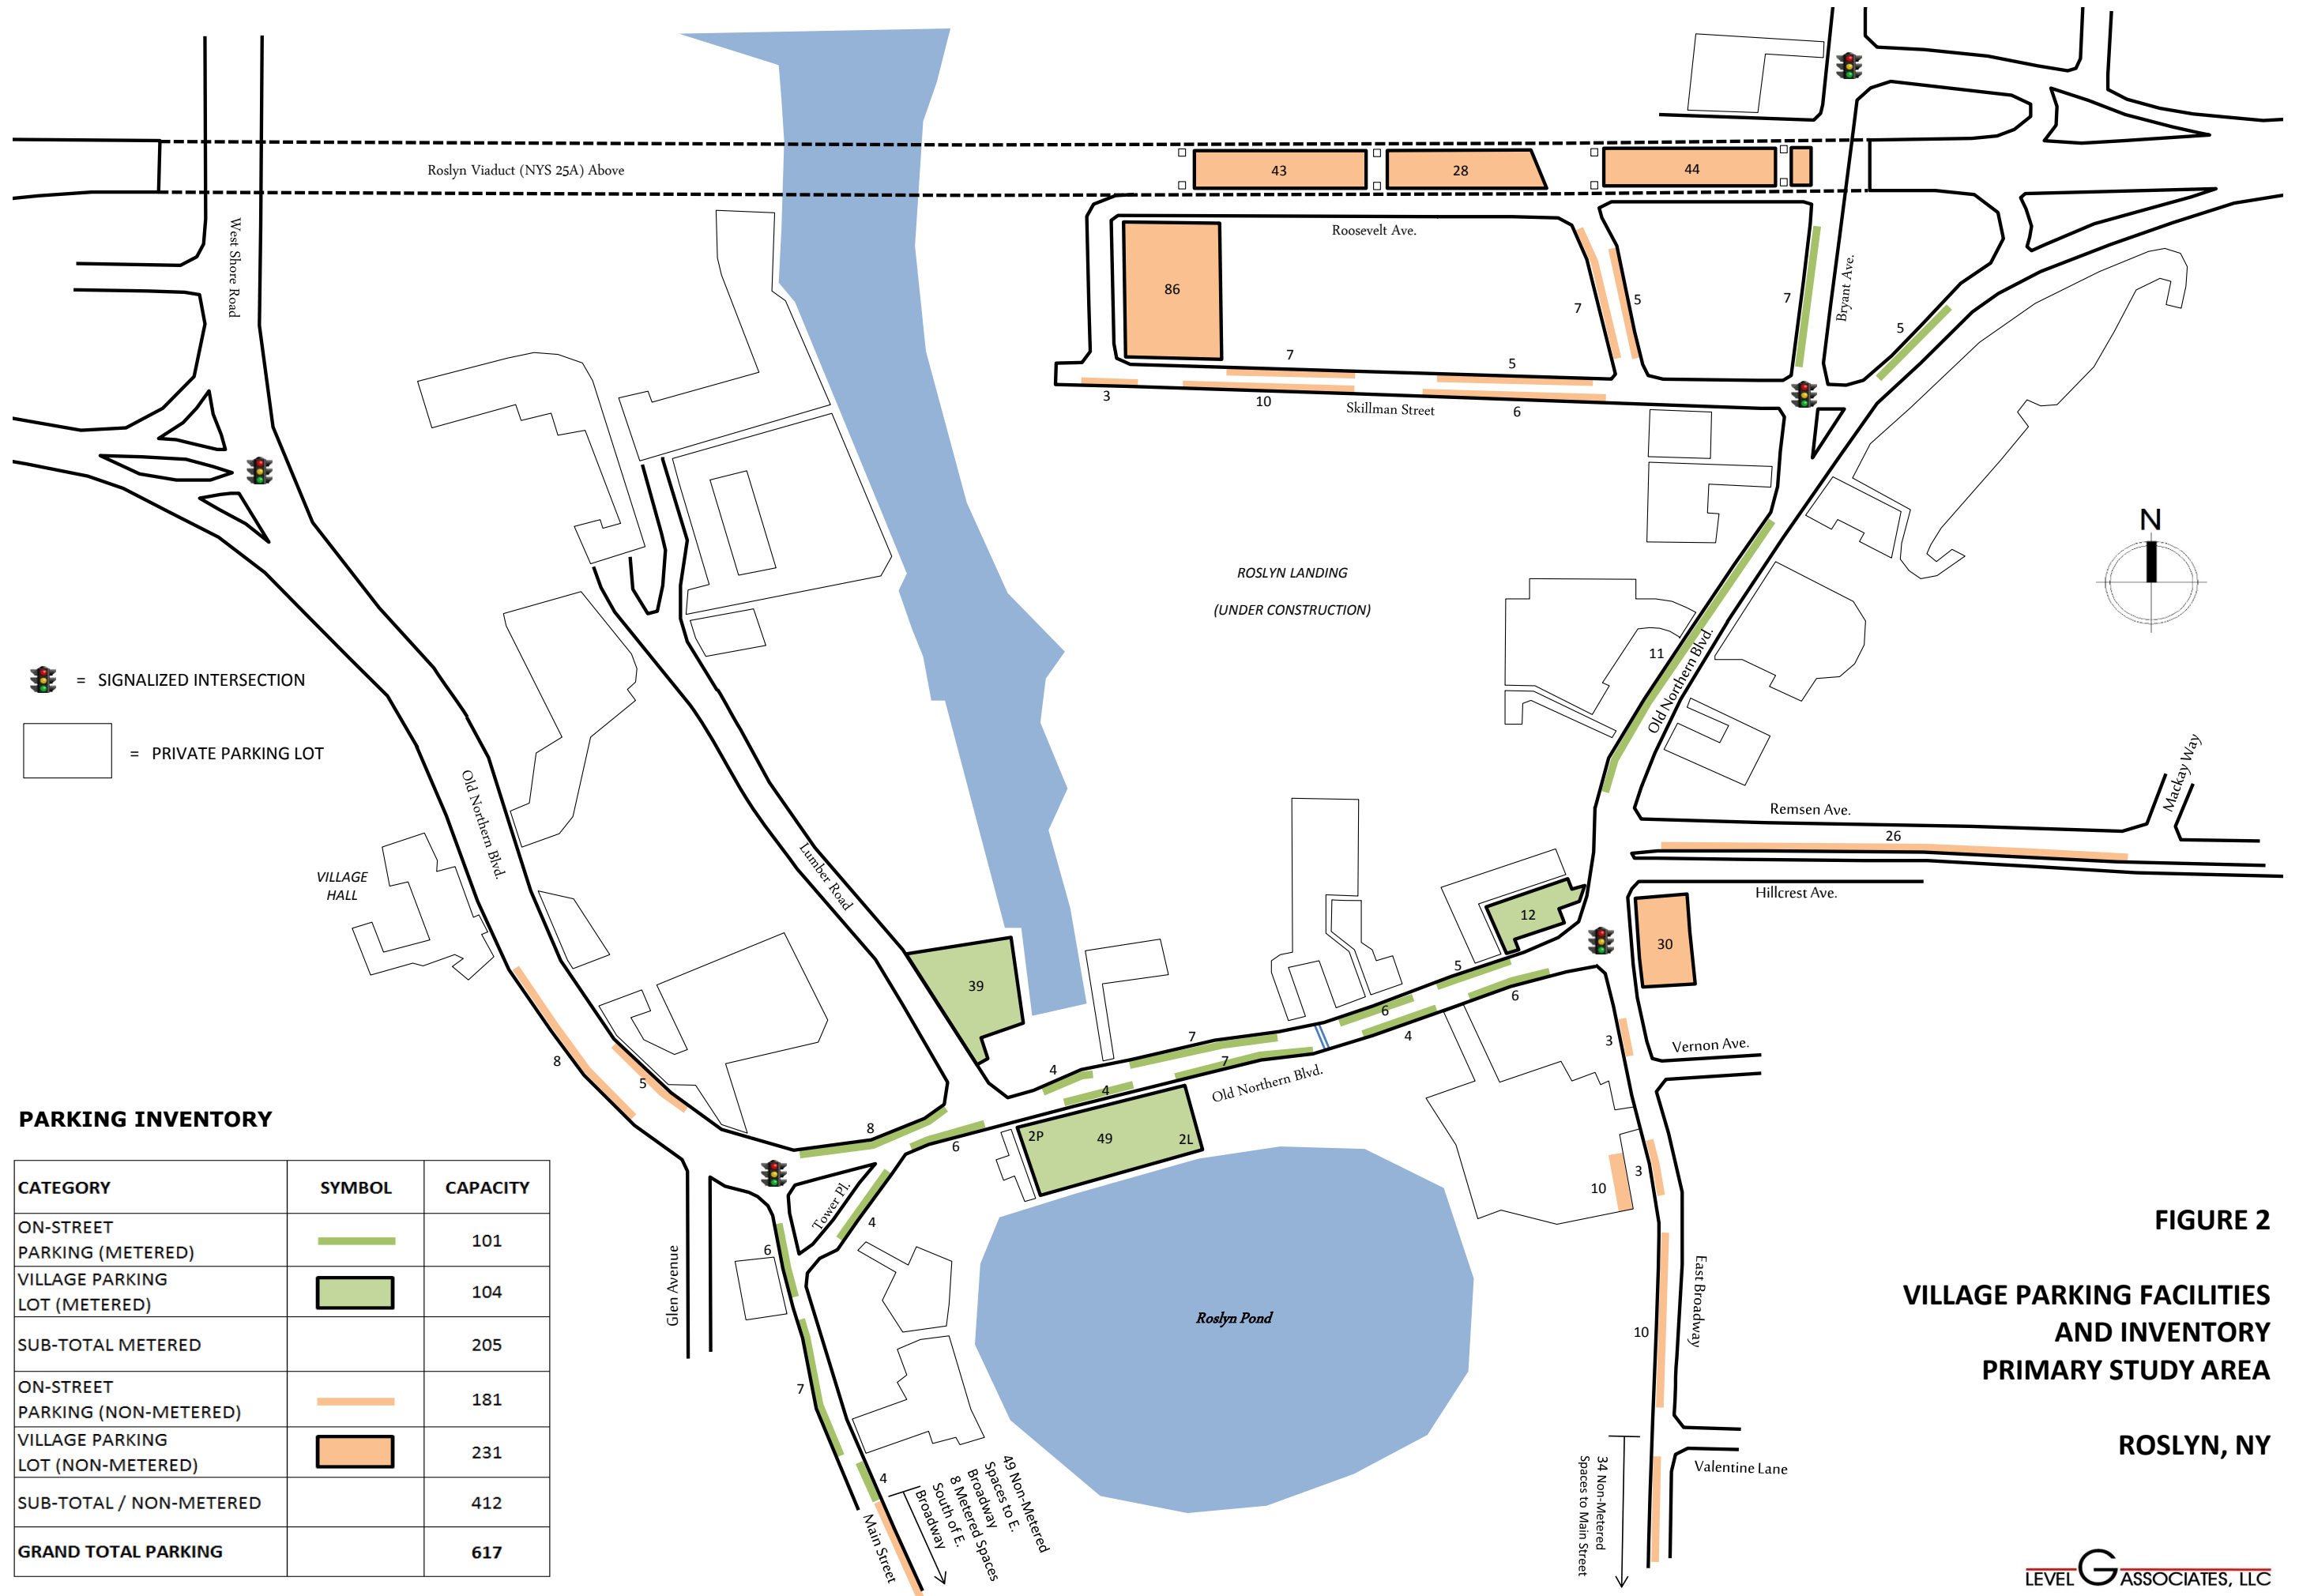 Roslyn Viaduct (NYS 25A) Above
43
28
44
West Shore Road
Roosevelt Ave.
86
7
5
7
Bryant Ave.
5
7
5
3
10
Skillman Street
6
N
ROSLYN LANDING
(UNDER CONSTRUCTION)
11
Old Northern Blvd.
= SIGNALIZED INTERSECTION
= PRIVATE PARKING LOT
Old Northern Blvd.
VILLAGE
HALL
Lumber Road
Mackay Way
Remsen Ave.
26
Hillcrest Ave.
12
30
39
5
6
6
4
7
7
3
Vernon Ave.
4
4
Old Northern Blvd.
8
5
8
6
2P
49
2L
3
10
Tower Pl.
4
6
Glen Avenue
7
4
Main Street
49 Non-Metered
Spaces to E.
Broadway
8 Metered Spaces
South of E.
Broadway
Roslyn Pond
10
East Broadway
34 Non-Metered
Spaces to Main Street
Valentine Lane
PARKING INVENTORY
CATEGORY SYMBOL CAPACITY
ON-STREET
PARKING (METERED) 101
VILLAGE PARKING
LOT (METERED) 104
SUB-TOTAL METERED 205
ON-STREET
PARKING (NON-METERED) 181
VILLAGE PARKING
LOT (NON-METERED) 231
SUB-TOTAL / NON-METERED 412
GRAND TOTAL PARKING 617
FIGURE 2
VILLAGE PARKING FACILITIES
AND INVENTORY
PRIMARY STUDY AREA
ROSLYN, NY
LEVEL G ASSOCIATES, LLC